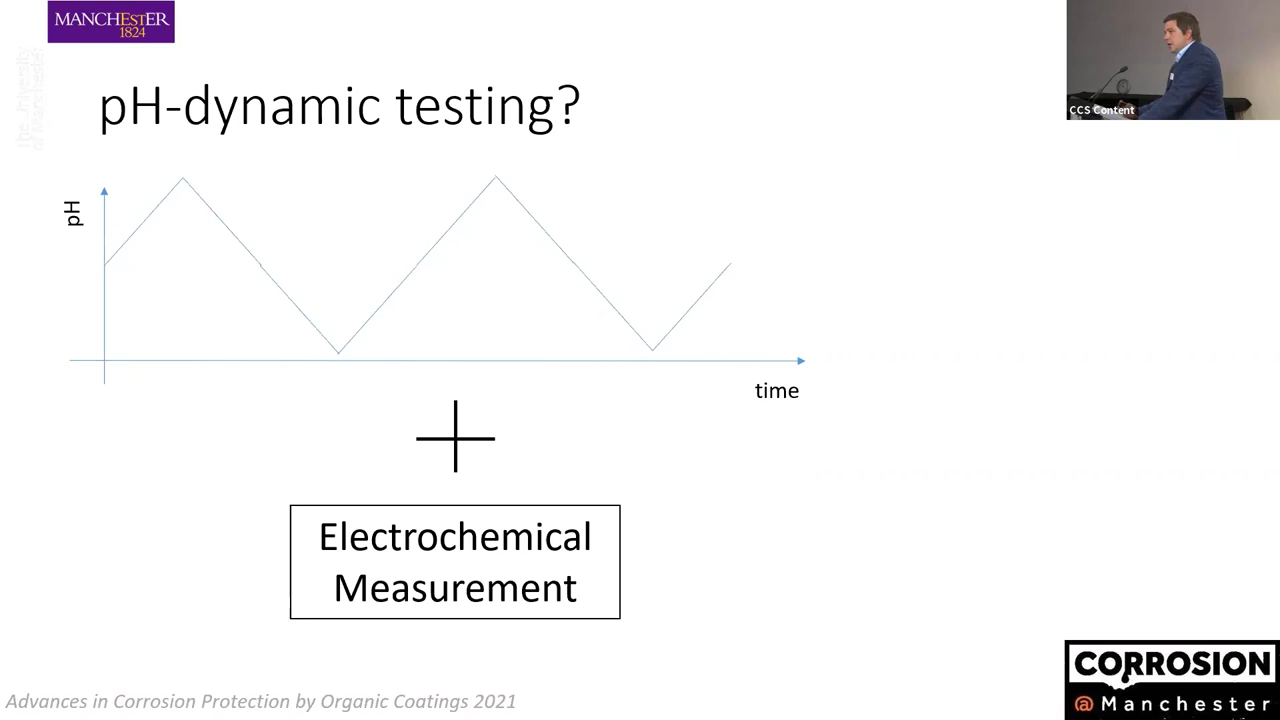 MANCHESTER
1824
The University
of Manchester
pH-dynamic testing?
CCS Content
pH
time
Electrochemical
Measurement
Advances in Corrosion Protection by Organic Coatings 2021
CORROSION
@Manchester